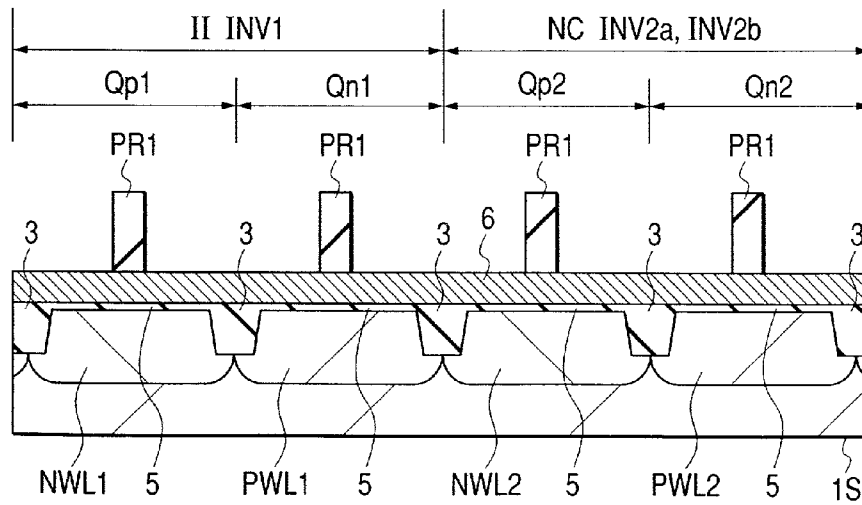 II INV1 NC INV2a, INV2b
Qp1 Qn1 Qp2 Qn2
PR1 PR1 PR1 PR1
3 3 3 6 3 3
3
NWL1 5 PWL1 5 NWL2 5 PWL2 5 1S